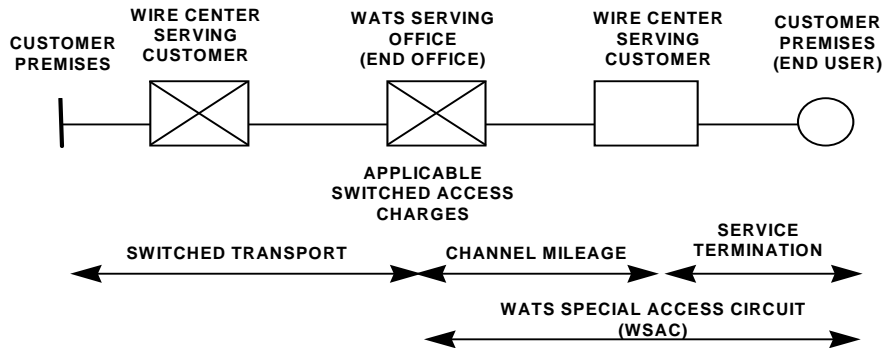 CUSTOMER
PREMISES
WIRE CENTER
SERVING
CUSTOMER
WATS SERVING
OFFICE
(END OFFICE)
WIRE CENTER
SERVING
CUSTOMER
CUSTOMER
PREMISES
(END USER)
APPLICABLE
SWITCHED ACCESS
CHARGES
SWITCHED TRANSPORT
CHANNEL MILEAGE
SERVICE
TERMINATION
WATS SPECIAL ACCESS CIRCUIT
(WSAC)